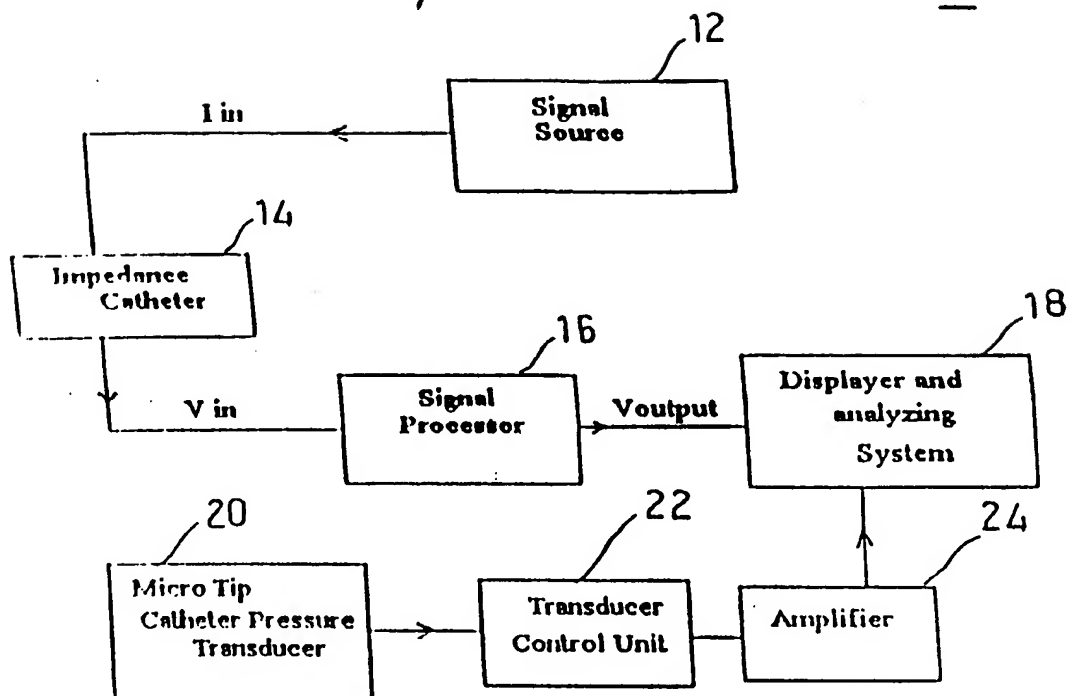 12
Signal
Source
I in
14
Impedance
Catheter
16
18
Signal
Processor
V in
Voutput
Displayer and
analyzing
System
20
22
24
Micro Tip
Catheter Pressure
Transducer
Transducer
Control Unit
Amplifier